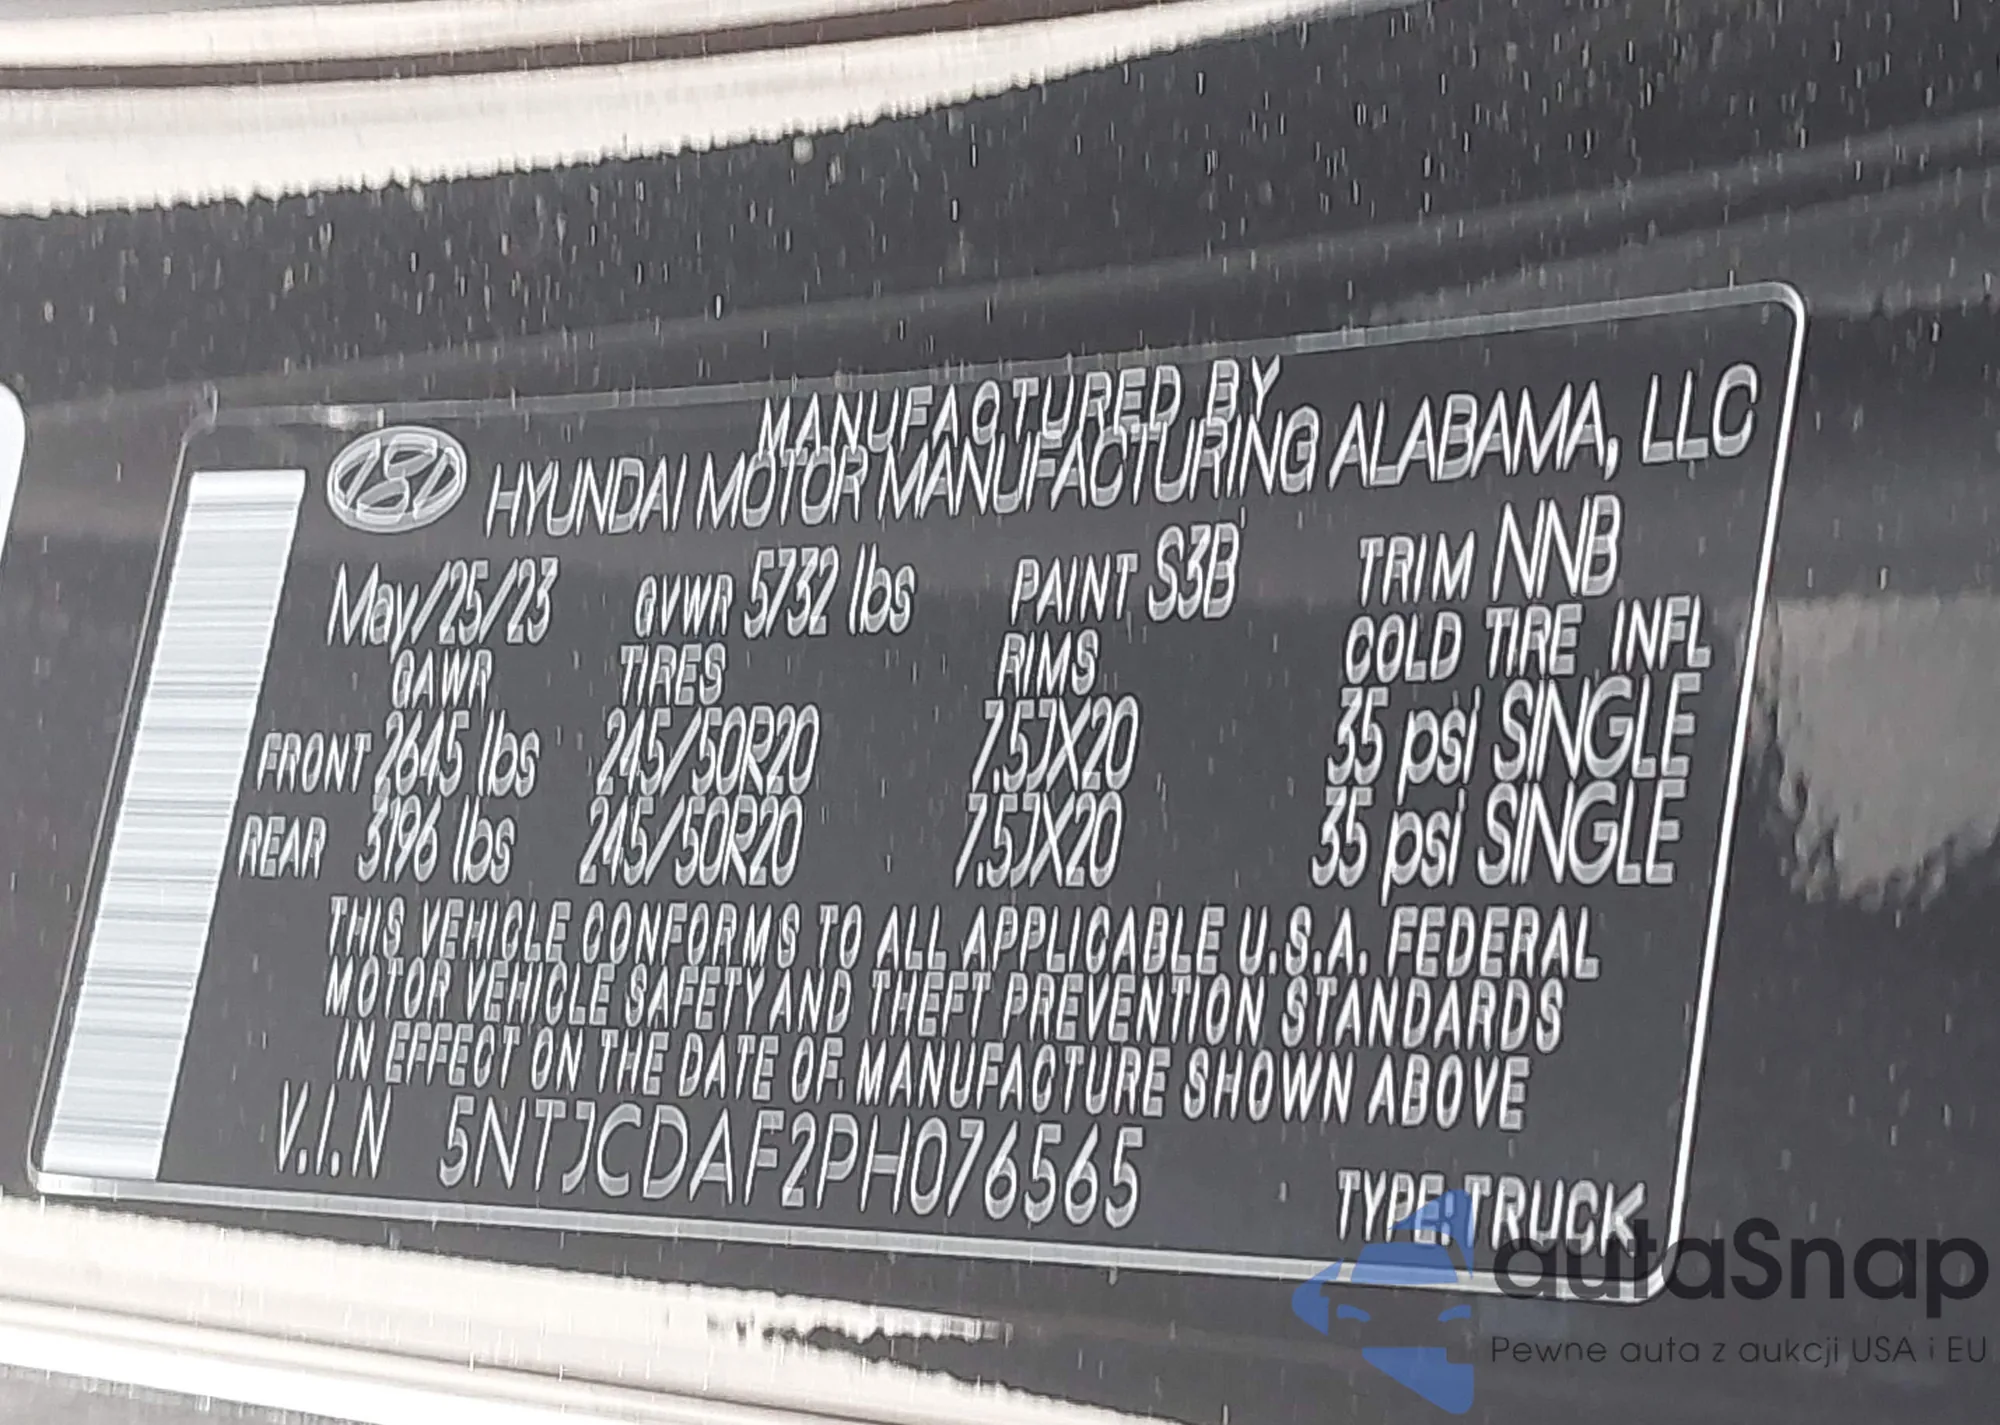 MANUFACTURED BY
HYUNDAI MOTOR MANUFACTURING ALABAMA, LLC
May/25/23 GVWR 5732 lbs PAINT S3B TRIM NNB
GAWR TIRES RIMS COLD TIRE INFL
FRONT 2645 lbs 245/50R20 7.5JX20 35 psi SINGLE
REAR 3196 lbs 245/50R20 7.5JX20 35 psi SINGLE
THIS VEHICLE CONFORMS TO ALL APPLICABLE U.S.A. FEDERAL
MOTOR VEHICLE SAFETY AND THEFT PREVENTION STANDARDS
IN EFFECT ON THE DATE OF MANUFACTURE SHOWN ABOVE
V.I.N 5NTJCDAF2PH076565 TYPE:TRUCK
autaSnap
Pewne auta z aukcji USA i EU